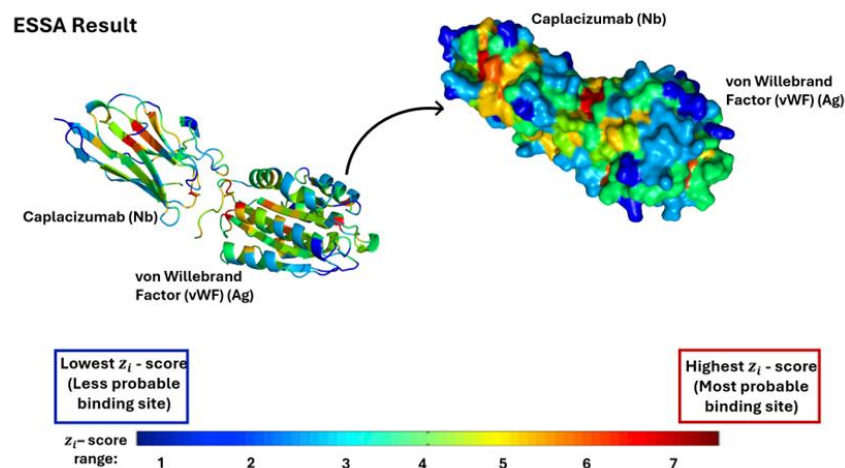 ESSA Result
Caplacizumab (Nb)
von Willebrand
Factor (vWF) (Ag)
Caplacizumab (Nb)
von Willebrand
Factor (vWF) (Ag)
Lowest zᵢ - score
(Less probable
binding site)
Highest zᵢ - score
(Most probable
binding site)
zᵢ– score
range:
1 2 3 4 5 6 7